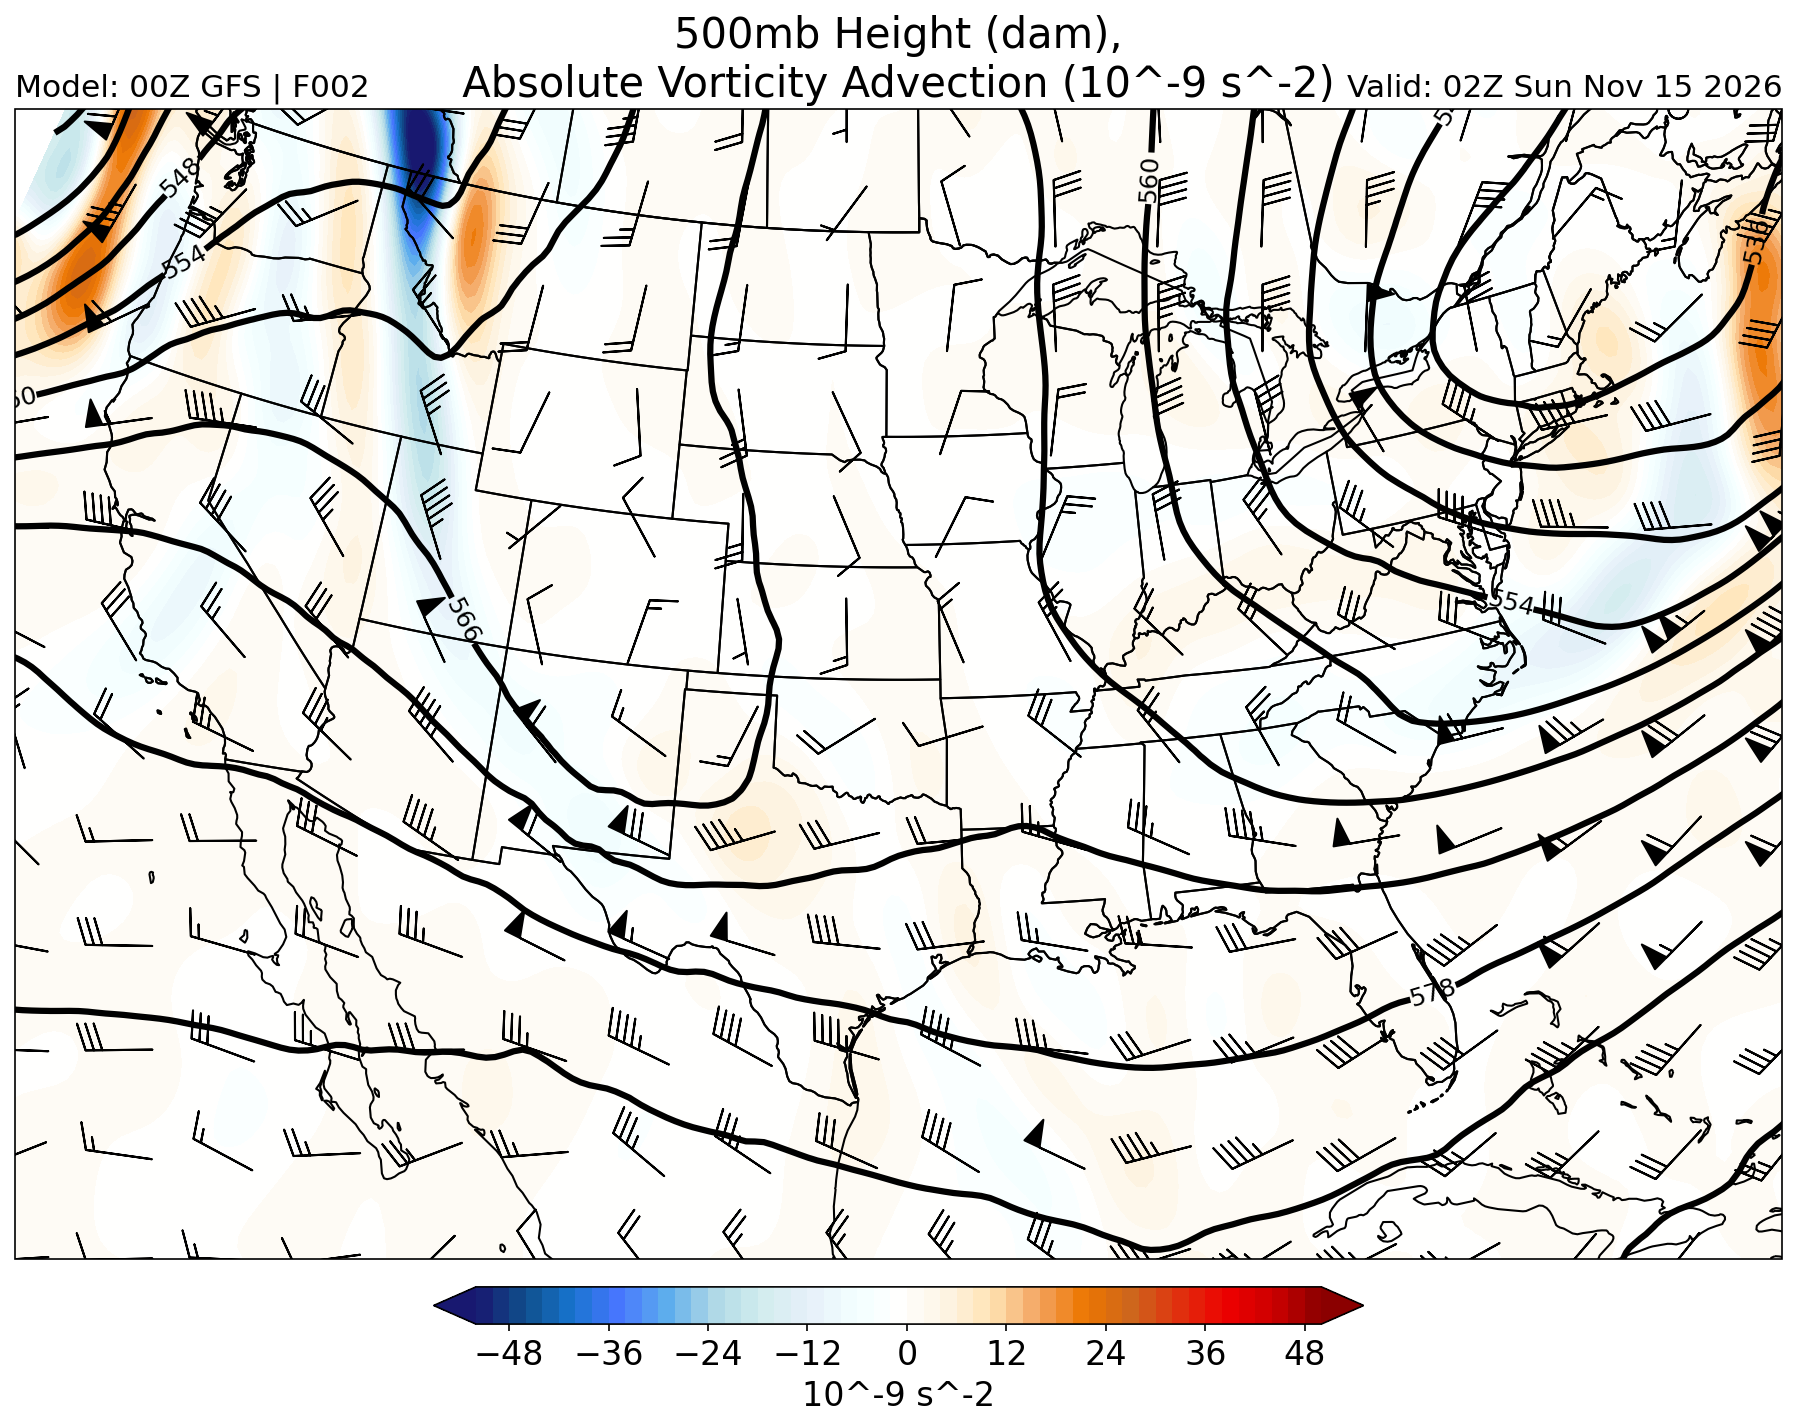 500mb Height (dam),
Model: 00Z GFS | F002
Absolute Vorticity Advection (10^-9 s^-2)
Valid: 02Z Sun Nov 15 2026
548
554
560
536
566
554
578
−48 −36 −24 −12 0 12 24 36 48
10^-9 s^-2